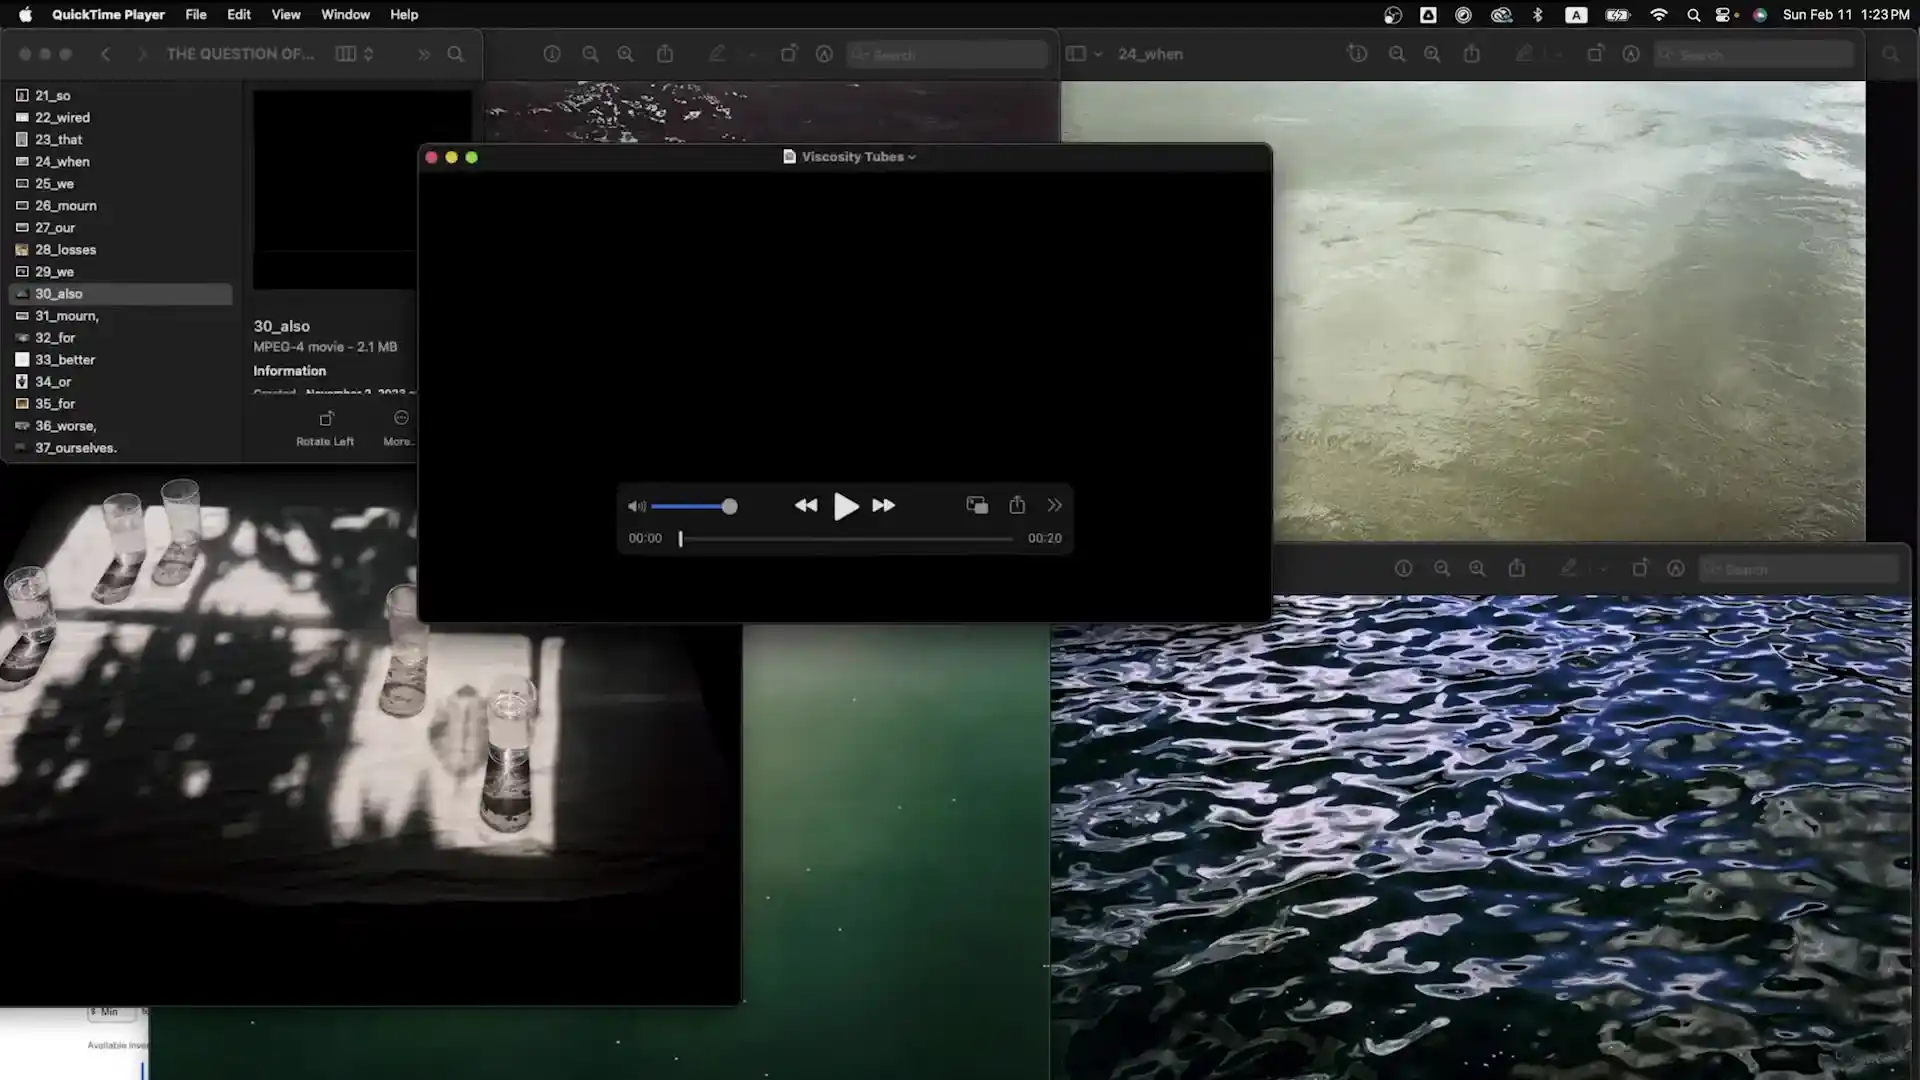 QuickTime Player File Edit View Window Help A Sun Feb 11 1:23 PM
THE QUESTION OF...
Search
24_when
Search
21_so
22_wired
23_that
24_when
25_we
26_mourn
27_our
28_losses
29_we
30_also
31_mourn,
32_for
33_better
34_or
35_for
36_worse,
37_ourselves.
30_also
MPEG-4 movie - 2.1 MB
Information
Rotate Left
More...
Viscosity Tubes
00:00
00:20
Search
$ Min
Available